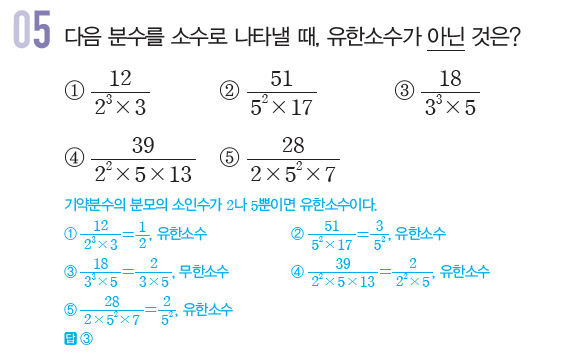 05 다음 분수를 소수로 나타낼 때, 유한소수가 아닌 것은?
① 12/(2³×3) ② 51/(5²×17) ③ 18/(3³×5)
④ 39/(2²×5×13) ⑤ 28/(2×5²×7)
기약분수의 분모의 소인수가 2나 5뿐이면 유한소수이다.
① 12/(2³×3)=1/2, 유한소수 ② 51/(5²×17)=3/5², 유한소수
③ 18/(3³×5)=2/(3×5), 무한소수 ④ 39/(2²×5×13)=2/(2²×5), 유한소수
⑤ 28/(2×5²×7)=2/5², 유한소수
답 ③